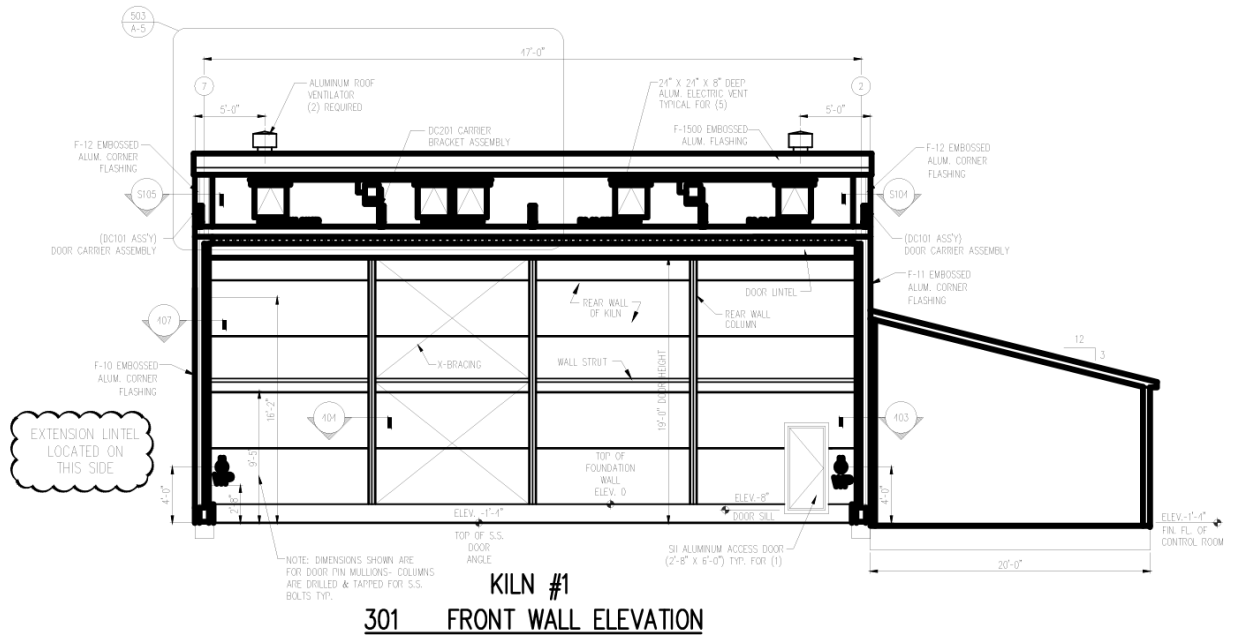 503
A-5
47'-0"
7
2
ALUMINUM ROOF
VENTILATOR
(2) REQUIRED
24" X 24" X 8" DEEP
ALUM. ELECTRIC VENT
TYPICAL FOR (5)
5'-0"
5'-0"
DC201 CARRIER
BRACKET ASSEMBLY
F-1500 EMBOSSED
ALUM. FLASHING
F-12 EMBOSSED
ALUM. CORNER
FLASHING
F-12 EMBOSSED
ALUM. CORNER
FLASHING
S105
S104
(DC101 ASS'Y)
DOOR CARRIER ASSEMBLY
(DC101 ASS'Y)
DOOR CARRIER ASSEMBLY
F-11 EMBOSSED
ALUM. CORNER
FLASHING
DOOR LINTEL
REAR WALL
OF KILN
REAR WALL
COLUMN
407
12
3
F-10 EMBOSSED
ALUM. CORNER
FLASHING
X-BRACING
WALL STRUT
16'-2"
19'-0" DOOR HEIGHT
404
403
EXTENSION LINTEL
LOCATED ON
THIS SIDE
9'-5"
TOP OF
FOUNDATION
WALL
ELEV. 0
4'-0"
2'-8"
4'-0"
ELEV.-8"
DOOR SILL
ELEV. -1'-4"
TOP OF S.S.
DOOR
ANGLE
ELEV.-1'-4"
FIN. FL. OF
CONTROL ROOM
NOTE: DIMENSIONS SHOWN ARE
FOR DOOR PIN MULLIONS- COLUMNS
ARE DRILLED & TAPPED FOR S.S.
BOLTS TYP.
SII ALUMINUM ACCESS DOOR
(2'-8" X 6'-0") TYP. FOR (1)
20'-0"
KILN #1
301 FRONT WALL ELEVATION